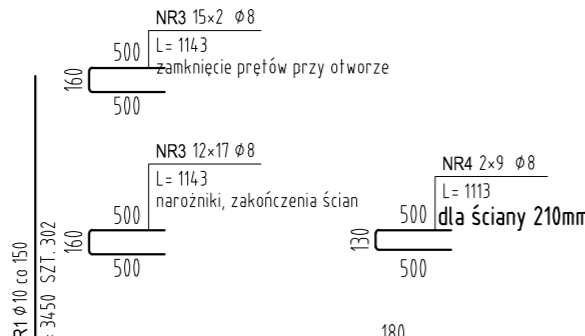 NR3 15×2 Ø8
L= 1143
zamknięcie prętów przy otworze
500
160
500
NR3 12×17 Ø8
L= 1143
narożniki, zakończenia ścian
500
160
500
NR4 2×9 Ø8
L= 1113
dla ściany 210mm
500
130
500
Ø10 co 150
3450 SZT. 302
180